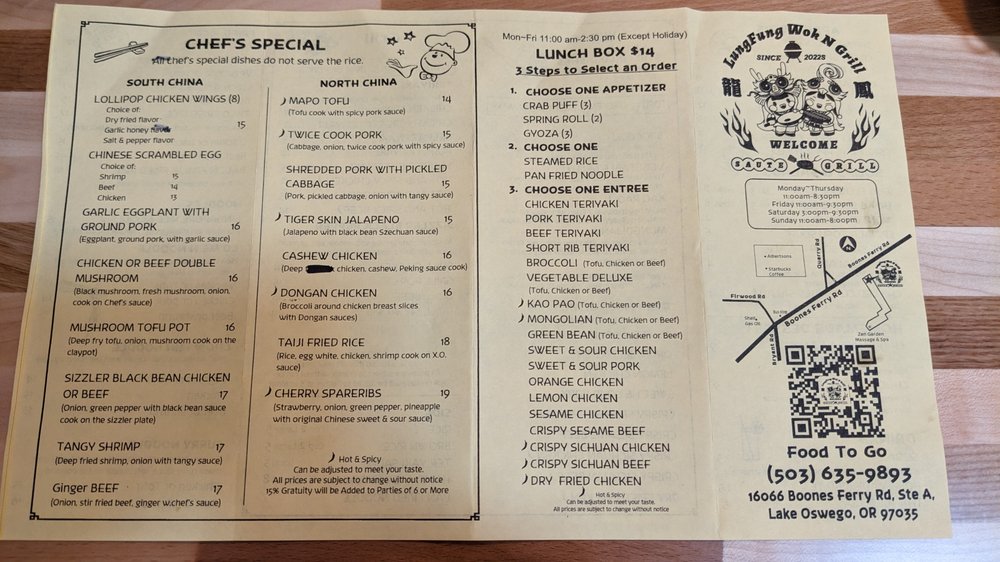 CHEF'S SPECIAL
All chef's special dishes do not serve the rice.
SOUTH CHINA
LOLLIPOP CHICKEN WINGS (8)
Choice of:
Dry fried flavor
15
Garlic honey
Salt & pepper flavor
CHINESE SCRAMBLED EGG
Choice of:
Shrimp 15
Beef 14
Chicken 13
GARLIC EGGPLANT WITH
GROUND PORK 16
(Eggplant, ground pork, with garlic sauce)
CHICKEN OR BEEF DOUBLE
MUSHROOM 16
(Black mushroom, fresh mushroom, onion,
cook on Chef's sauce)
MUSHROOM TOFU POT 16
(Deep fry tofu, onion, mushroom cook on the
claypot)
SIZZLER BLACK BEAN CHICKEN
OR BEEF 17
(Onion, green pepper with black bean sauce
cook on the sizzler plate)
TANGY SHRIMP 17
(Deep fried shrimp, onion with tangy sauce)
Ginger BEEF 17
(Onion, stir fried beef, ginger w.chef's sauce)
NORTH CHINA
MAPO TOFU 14
(Tofu cook with spicy pork sauce)
TWICE COOK PORK 15
(Cabbage, onion, twice cook pork with spicy sauce)
SHREDDED PORK WITH PICKLED
CABBAGE 15
(Pork, pickled cabbage, onion with tangy sauce)
TIGER SKIN JALAPENO 15
(Jalapeno with black bean Szechuan sauce)
CASHEW CHICKEN 16
(Deep chicken, cashew, Peking sauce cook)
DONGAN CHICKEN 16
(Broccoli around chicken breast slices
with Dongan sauces)
TAIJI FRIED RICE 18
(Rice, egg white, chicken, shrimp cook on X.O.
sauce)
CHERRY SPARERIBS 19
(Strawberry, onion, green pepper, pineapple
with original Chinese sweet & sour sauce)
Hot & Spicy
Can be adjusted to meet your taste.
All prices are subject to change without notice
15% Gratuity will be Added to Parties of 6 or More
Mon~Fri 11:00 am-2:30 pm (Except Holiday)
LUNCH BOX $14
3 Steps to Select an Order
1. CHOOSE ONE APPETIZER
CRAB PUFF (3)
SPRING ROLL (2)
GYOZA (3)
2. CHOOSE ONE
STEAMED RICE
PAN FRIED NOODLE
3. CHOOSE ONE ENTREE
CHICKEN TERIYAKI
PORK TERIYAKI
BEEF TERIYAKI
SHORT RIB TERIYAKI
BROCCOLI (Tofu, Chicken or Beef)
VEGETABLE DELUXE
(Tofu, Chicken or Beef)
KAO PAO (Tofu, Chicken or Beef)
MONGOLIAN (Tofu, Chicken or Beef)
GREEN BEAN (Tofu, Chicken or Beef)
SWEET & SOUR CHICKEN
SWEET & SOUR PORK
ORANGE CHICKEN
LEMON CHICKEN
SESAME CHICKEN
CRISPY SESAME BEEF
CRISPY SICHUAN CHICKEN
CRISPY SICHUAN BEEF
DRY FRIED CHICKEN
Hot & Spicy
Can be adjusted to meet your taste.
All prices are subject to change without notice
LungFung Wok N Grill
SINCE 2022S
龍 鳳
WELCOME
SAUTE GRILL
Monday~Thursday
11:00am-8:30pm
Friday 11:00am-9:30pm
Saturday 3:00pm-9:30pm
Sunday 11:00am-8:00pm
Albertsons
Starbucks
Coffee
Quarry Rd
Boones Ferry Rd
Firwood Rd
Shell
Gas Oil
Bus stop
Boones Ferry Rd
Bryant Rd
Zen Garden
Massage & Spa
Food To Go
(503) 635-9893
16066 Boones Ferry Rd, Ste A,
Lake Oswego, OR 97035